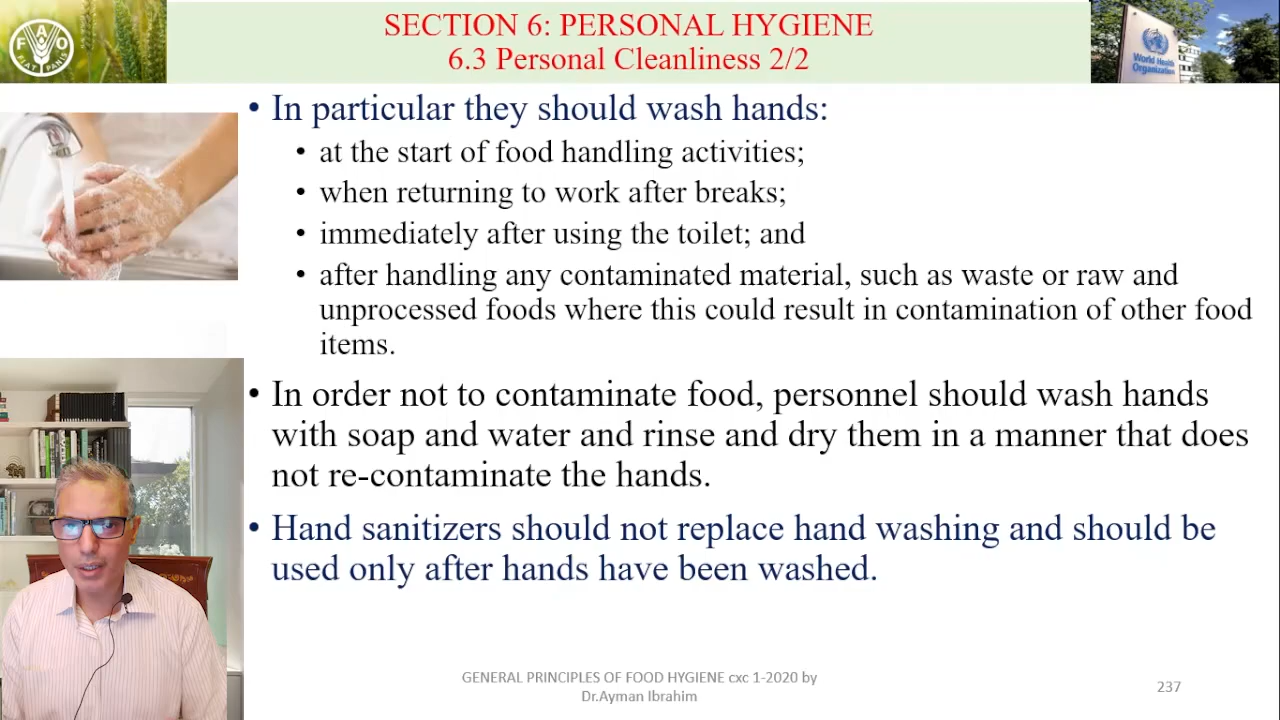 SECTION 6: PERSONAL HYGIENE
6.3 Personal Cleanliness 2/2
F A O
FIAT PANIS
World Health
Organization
• In particular they should wash hands:
• at the start of food handling activities;
• when returning to work after breaks;
• immediately after using the toilet; and
• after handling any contaminated material, such as waste or raw and
unprocessed foods where this could result in contamination of other food
items.
• In order not to contaminate food, personnel should wash hands
with soap and water and rinse and dry them in a manner that does
not re-contaminate the hands.
• Hand sanitizers should not replace hand washing and should be
used only after hands have been washed.
GENERAL PRINCIPLES OF FOOD HYGIENE cxc 1-2020 by
Dr.Ayman Ibrahim
237